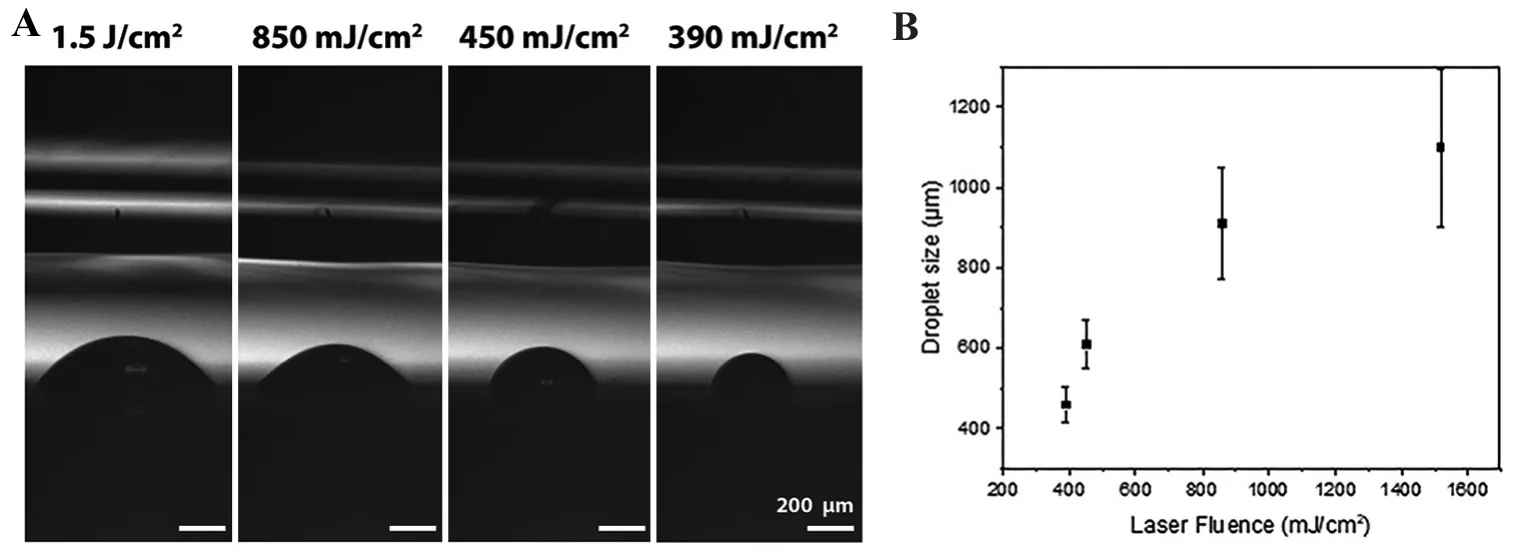 A
1.5 J/cm²
850 mJ/cm²
450 mJ/cm²
390 mJ/cm²
200 µm
B
1200
1000
800
600
400
Droplet size (µm)
200 400 600 800 1000 1200 1400 1600
Laser Fluence (mJ/cm²)